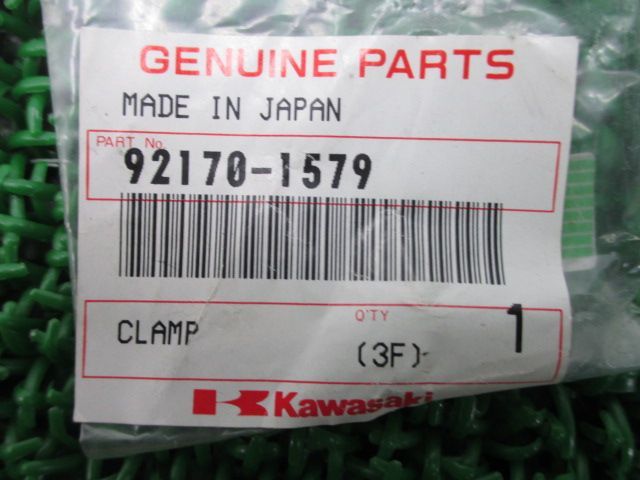 GENUINE PARTS
MADE IN JAPAN
PART No.
92170-1579
CLAMP
Q'TY
1
(3F)
Kawasaki